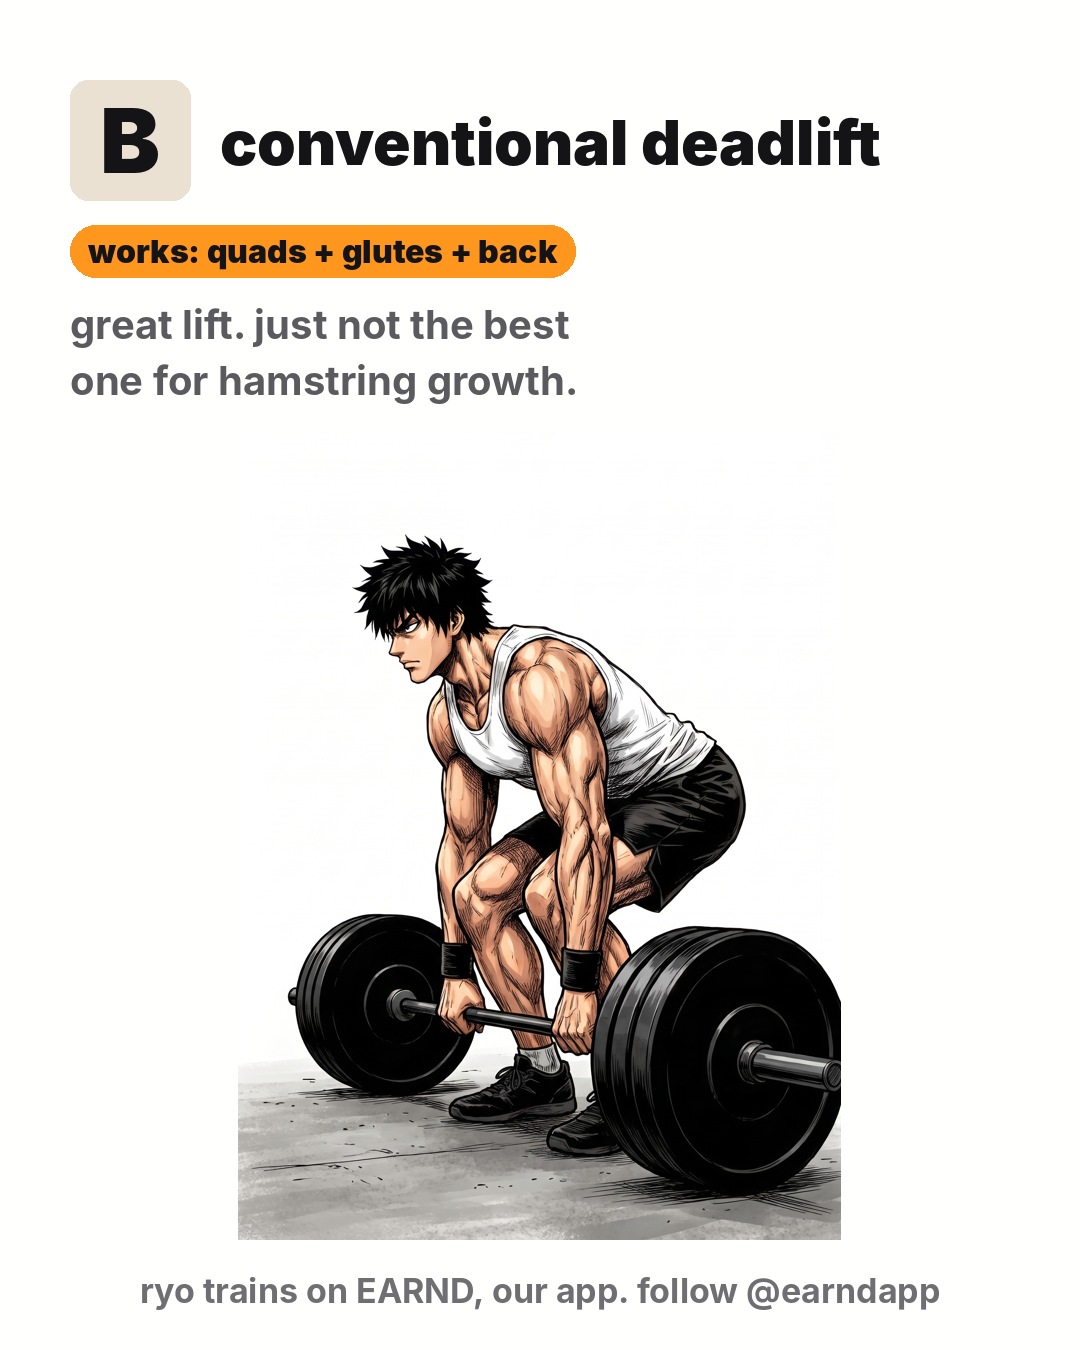 B
conventional deadlift
works: quads + glutes + back
great lift. just not the best
one for hamstring growth.
ryo trains on EARND, our app. follow @earndapp